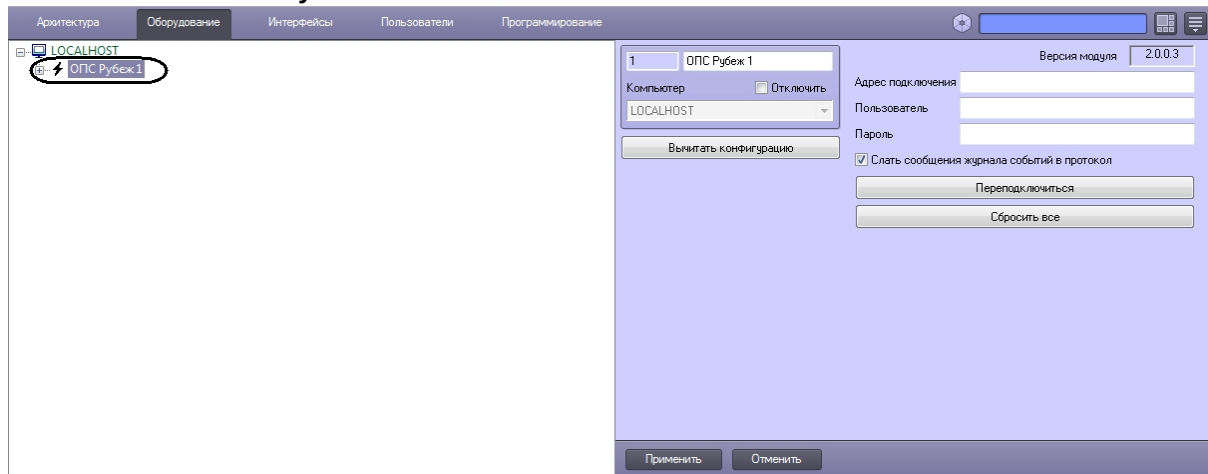 Архитектура Оборудование Интерфейсы Пользователи Программирование
LOCALHOST
ОПС Рубеж 1
1 ОПС Рубеж 1
Компьютер Отключить
LOCALHOST
Вычитать конфигурацию
Версия модуля 2.0.0.3
Адрес подключения
Пользователь
Пароль
Слать сообщения журнала событий в протокол
Переподключиться
Сбросить все
Применить Отменить